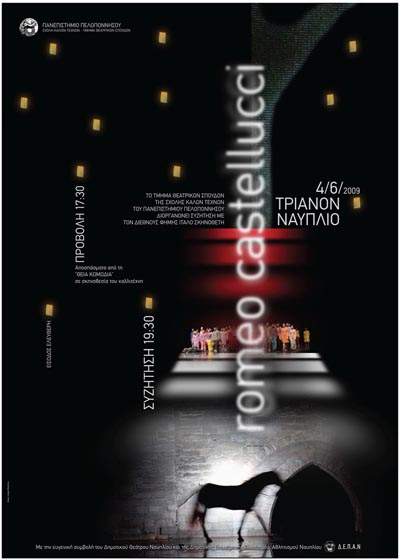 ΠΑΝΕΠΙΣΤΗΜΙΟ ΠΕΛΟΠΟΝΝΗΣΟΥ
ΣΧΟΛΗ ΚΑΛΩΝ ΤΕΧΝΩΝ - ΤΜΗΜΑ ΘΕΑΤΡΙΚΩΝ ΣΠΟΥΔΩΝ
romeo castellucci
4/6/2009
ΤΡΙΑΝΟΝ
ΝΑΥΠΛΙΟ
ΤΟ ΤΜΗΜΑ ΘΕΑΤΡΙΚΩΝ ΣΠΟΥΔΩΝ
ΤΗΣ ΣΧΟΛΗΣ ΚΑΛΩΝ ΤΕΧΝΩΝ
ΤΟΥ ΠΑΝΕΠΙΣΤΗΜΙΟΥ ΠΕΛΟΠΟΝΝΗΣΟΥ
ΔΙΟΡΓΑΝΩΝΕΙ ΣΥΖΗΤΗΣΗ ΜΕ
ΤΟΝ ΔΙΕΘΝΟΥΣ ΦΗΜΗΣ ΙΤΑΛΟ ΣΚΗΝΟΘΕΤΗ
ΠΡΟΒΟΛΗ 17.30
Αποσπάσματα από τη
"ΘΕΙΑ ΚΩΜΩΔΙΑ"
σε σκηνοθεσία του καλλιτέχνη
ΣΥΖΗΤΗΣΗ 19.30
ΕΙΣΟΔΟΣ ΕΛΕΥΘΕΡΗ
Με την ευγενική συμβολή του Δημοτικού Θεάτρου Ναυπλίου και της Δημοτικής Αθλητισμού Ναυπλίου
Δ.Ε.Π.Α.Ν